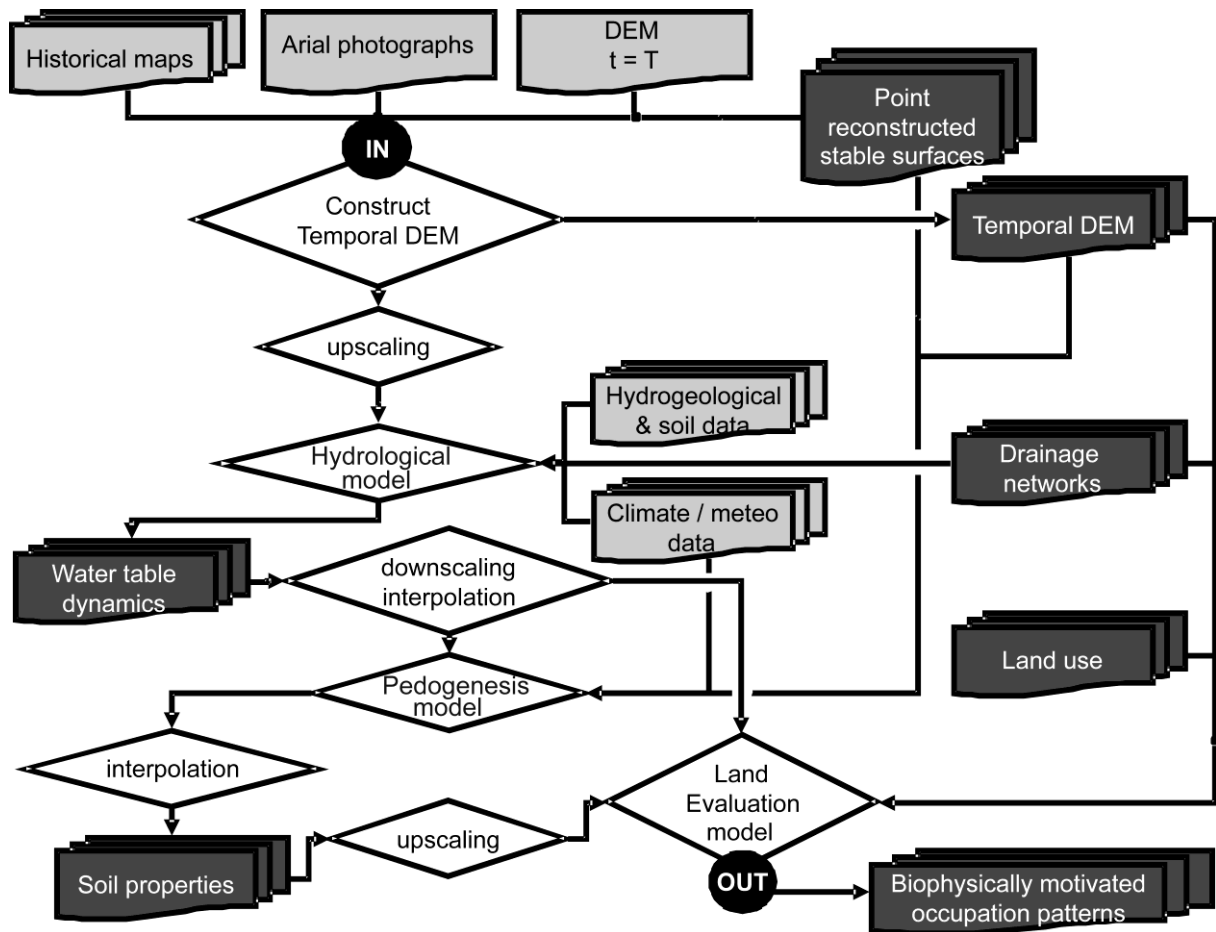 Historical maps
Arial photographs
DEM
t = T
Point
reconstructed
stable surfaces
IN
Construct
Temporal DEM
Temporal DEM
upscaling
Hydrogeological
& soil data
Hydrological
model
Drainage
networks
Climate / meteo
data
Water table
dynamics
downscaling
interpolation
Land use
Pedogenesis
model
interpolation
Land
Evaluation
model
upscaling
Soil properties
OUT
Biophysically motivated
occupation patterns